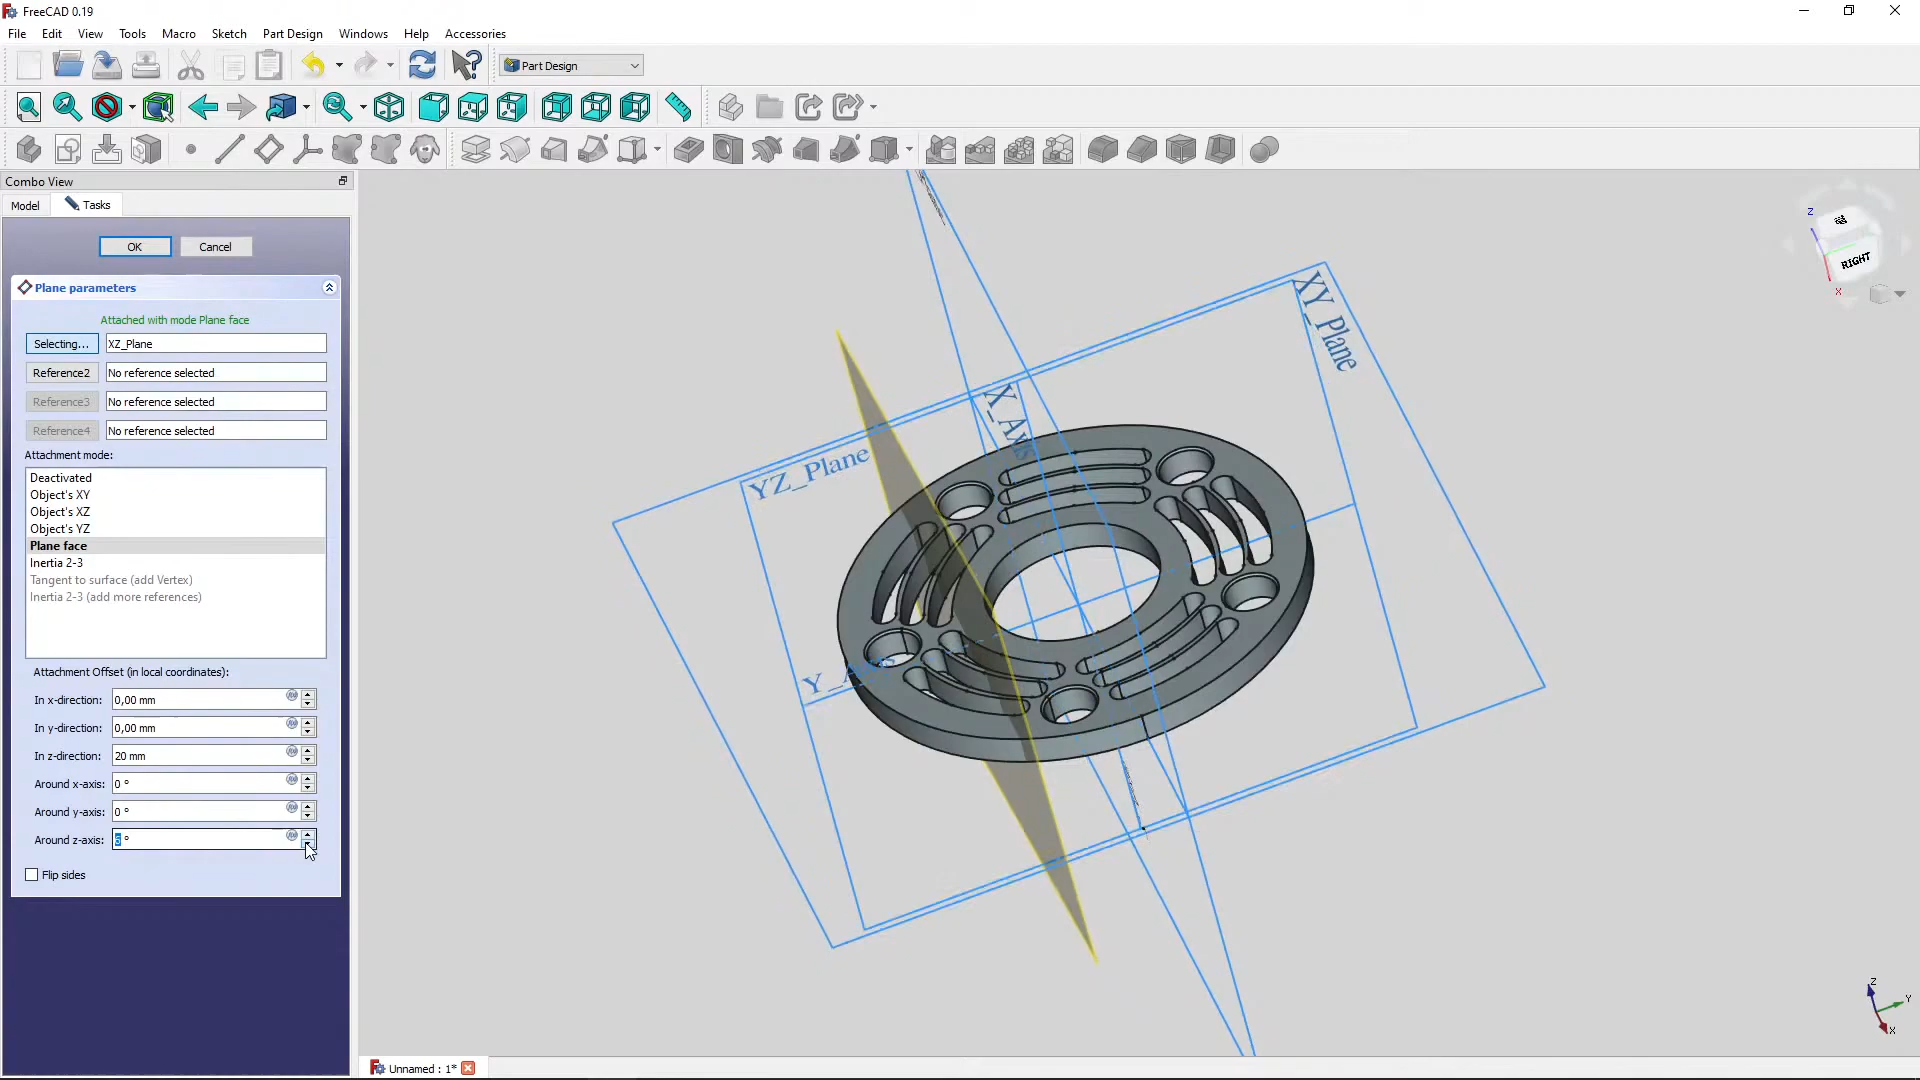 FreeCAD 0.19
File Edit View Tools Macro Sketch Part Design Windows Help Accessories
Part Design
Combo View
Model Tasks
OK Cancel
Plane parameters
Attached with mode Plane face
Selecting... XZ_Plane
Reference2 No reference selected
Reference3 No reference selected
Reference4 No reference selected
Attachment mode:
Deactivated
Object's XY
Object's XZ
Object's YZ
Plane face
Inertia 2-3
Tangent to surface (add Vertex)
Inertia 2-3 (add more references)
Attachment Offset (in local coordinates):
In x-direction: 0,00 mm
In y-direction: 0,00 mm
In z-direction: 20 mm
Around x-axis: 0 °
Around y-axis: 0 °
Around z-axis: 5 °
Flip sides
XY_Plane
X_Axis
YZ_Plane
Y_Axis
Z
RIGHT
X
Z
Y
X
Unnamed : 1*